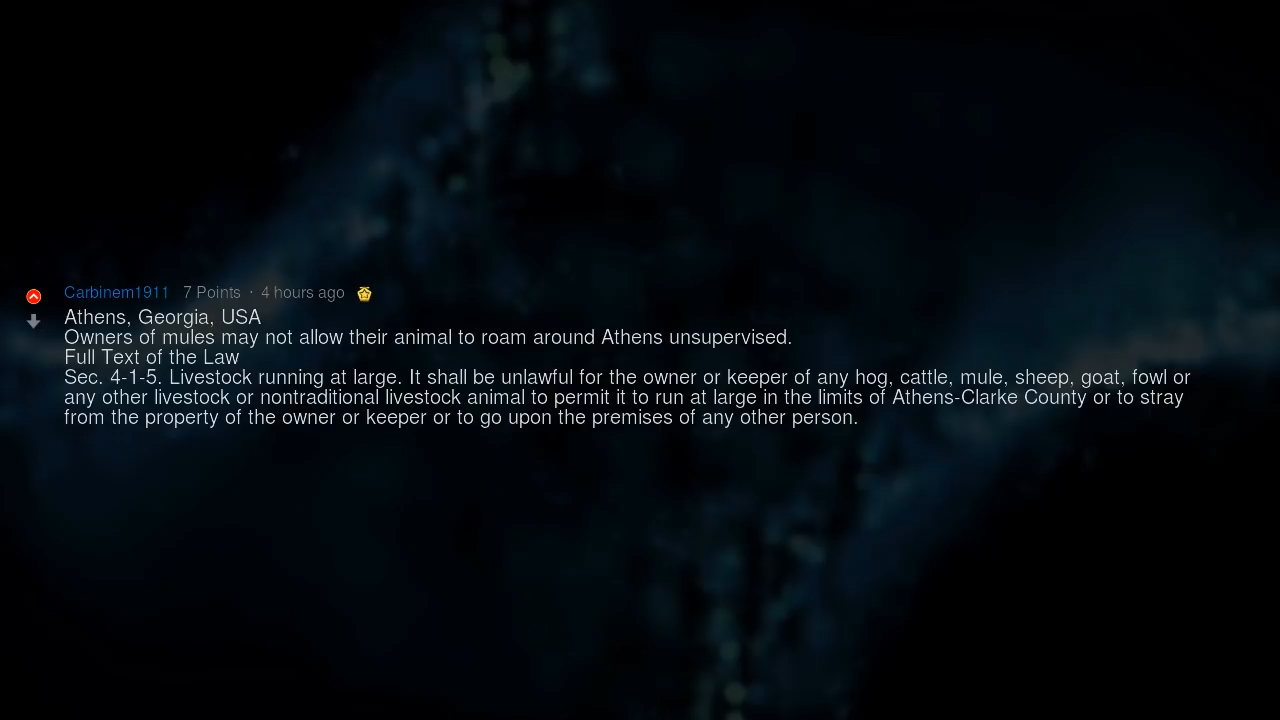 Carbinem1911 7 Points · 4 hours ago
Athens, Georgia, USA
Owners of mules may not allow their animal to roam around Athens unsupervised.
Full Text of the Law
Sec. 4-1-5. Livestock running at large. It shall be unlawful for the owner or keeper of any hog, cattle, mule, sheep, goat, fowl or
any other livestock or nontraditional livestock animal to permit it to run at large in the limits of Athens-Clarke County or to stray
from the property of the owner or keeper or to go upon the premises of any other person.